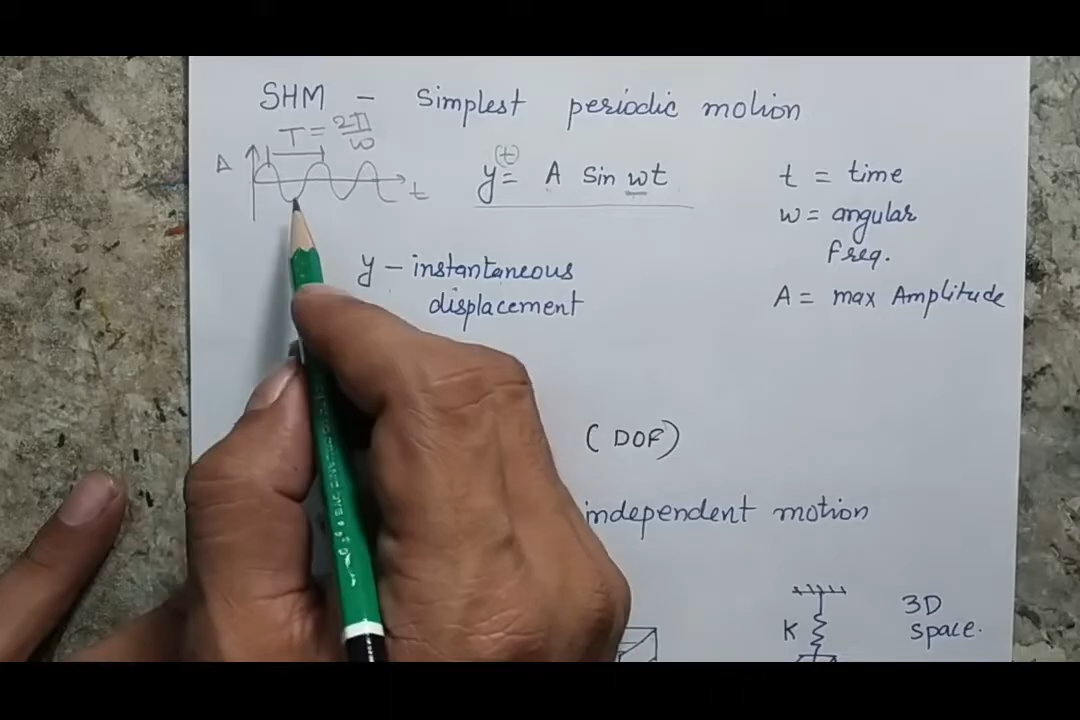 SHM - Simplest periodic motion
T = 2π/ω
Δ
t
y(t) = A sin ωt
t = time
ω = angular
freq.
y - instantaneous
displacement
A = max Amplitude
(DOF)
independent motion
K
3D
space.